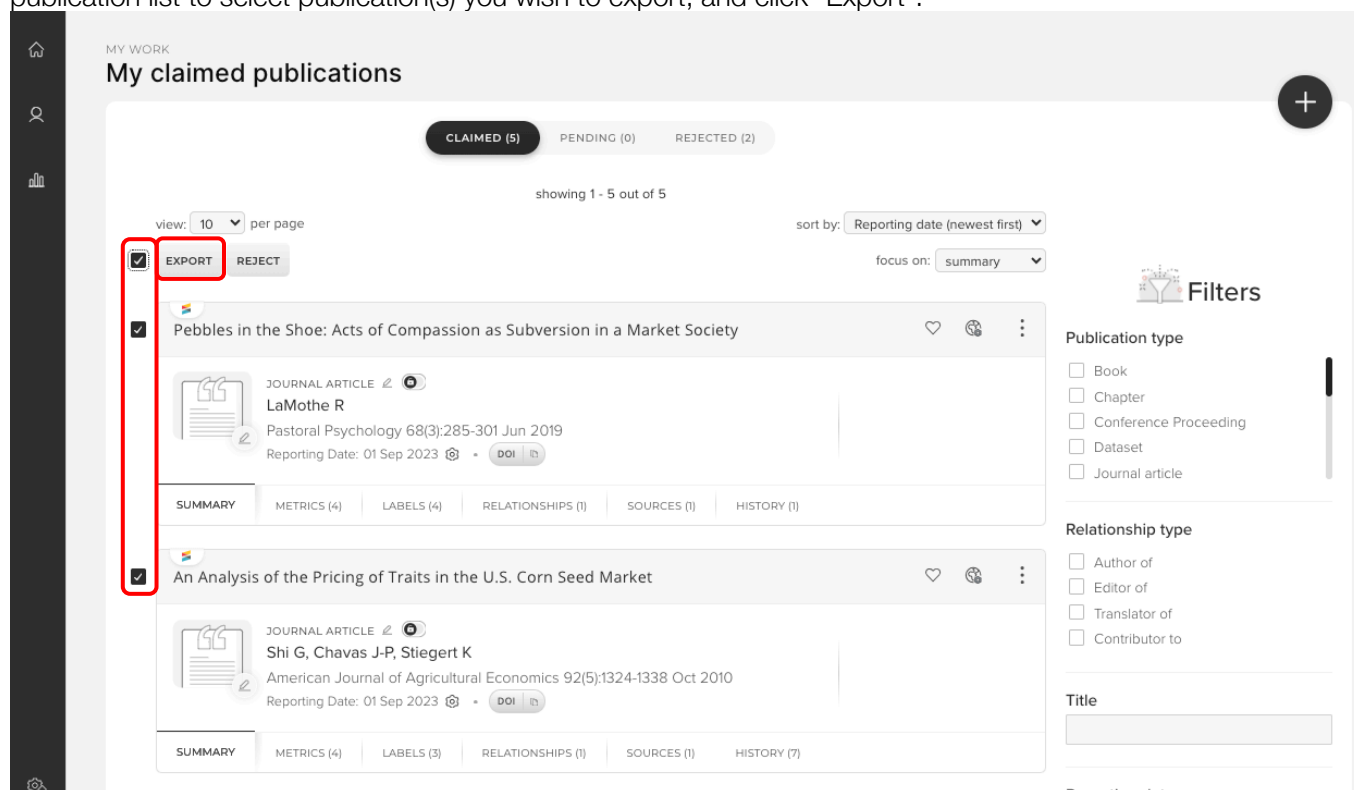 publication list to select publication(s) you wish to export, and click "Export".
MY WORK
My claimed publications
CLAIMED (5) PENDING (0) REJECTED (2)
showing 1 - 5 out of 5
view: 10 per page
sort by: Reporting date (newest first)
EXPORT REJECT
focus on: summary
Pebbles in the Shoe: Acts of Compassion as Subversion in a Market Society
JOURNAL ARTICLE
LaMothe R
Pastoral Psychology 68(3):285-301 Jun 2019
Reporting Date: 01 Sep 2023 • DOI
SUMMARY METRICS (4) LABELS (4) RELATIONSHIPS (1) SOURCES (1) HISTORY (1)
An Analysis of the Pricing of Traits in the U.S. Corn Seed Market
JOURNAL ARTICLE
Shi G, Chavas J-P, Stiegert K
American Journal of Agricultural Economics 92(5):1324-1338 Oct 2010
Reporting Date: 01 Sep 2023 • DOI
SUMMARY METRICS (4) LABELS (3) RELATIONSHIPS (1) SOURCES (1) HISTORY (7)
Filters
Publication type
Book
Chapter
Conference Proceeding
Dataset
Journal article
Relationship type
Author of
Editor of
Translator of
Contributor to
Title